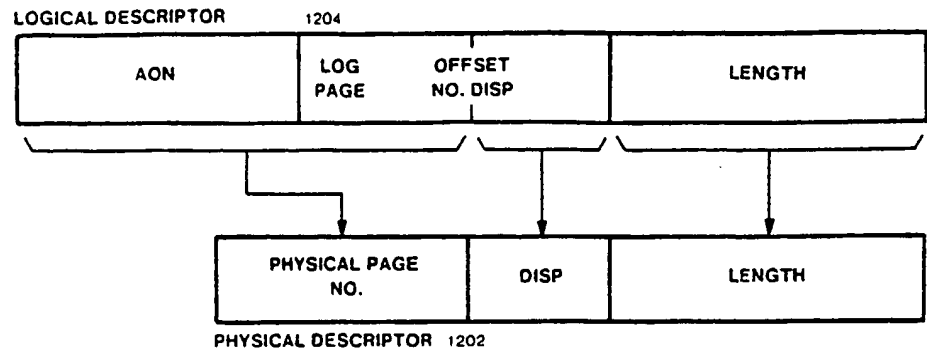 LOGICAL DESCRIPTOR 1204
AON
LOG OFFSET
PAGE NO. DISP
LENGTH
PHYSICAL PAGE
NO.
DISP
LENGTH
PHYSICAL DESCRIPTOR 1202